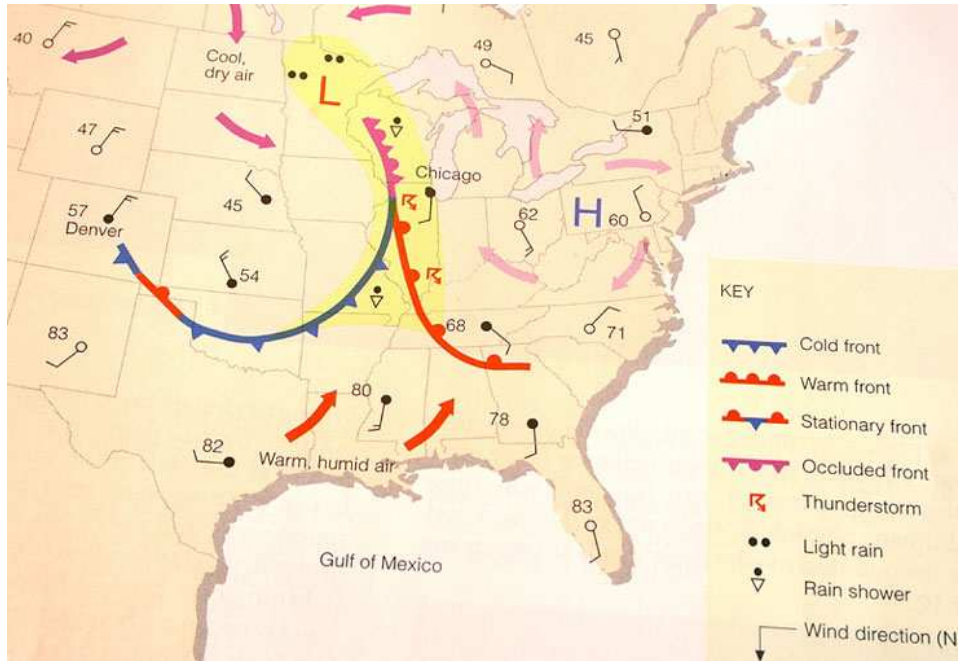 40
Cool,
dry air
L
49
45
47
51
Chicago
57
Denver
45
62
H
60
54
83
68
71
80
78
82
Warm, humid air
83
Gulf of Mexico
KEY
Cold front
Warm front
Stationary front
Occluded front
Thunderstorm
Light rain
Rain shower
Wind direction (N